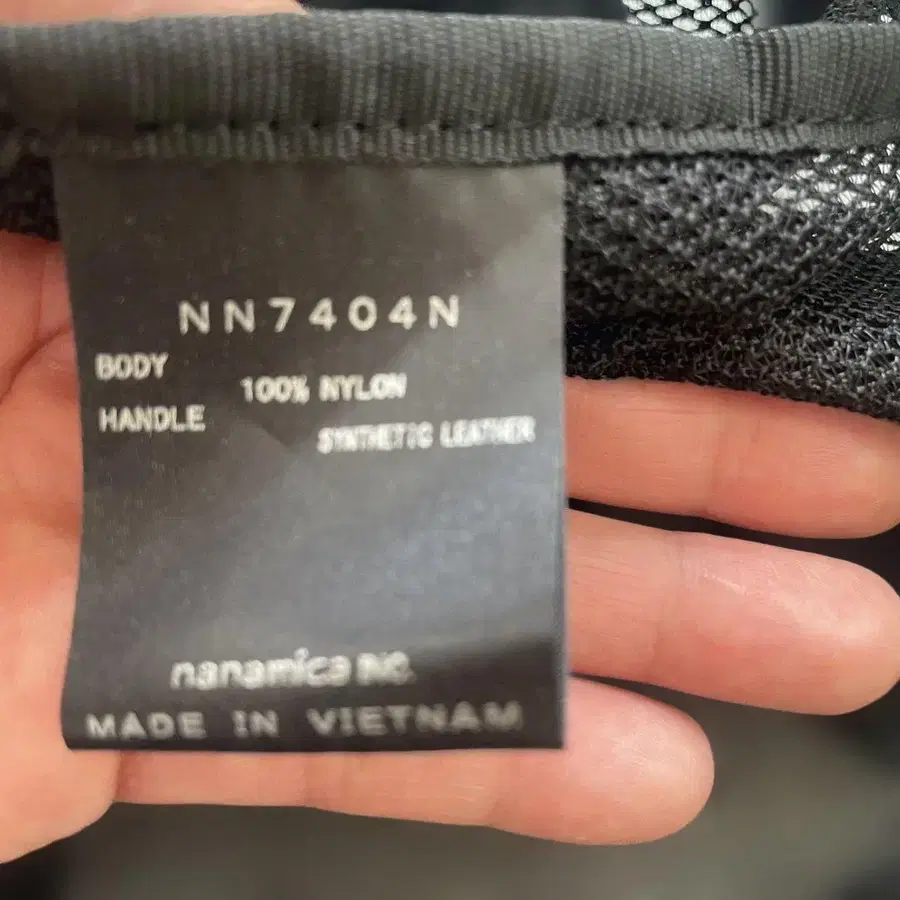 NN7404N
BODY
100% NYLON
HANDLE
SYNTHETIC LEATHER
nanamica INC.
MADE IN VIETNAM